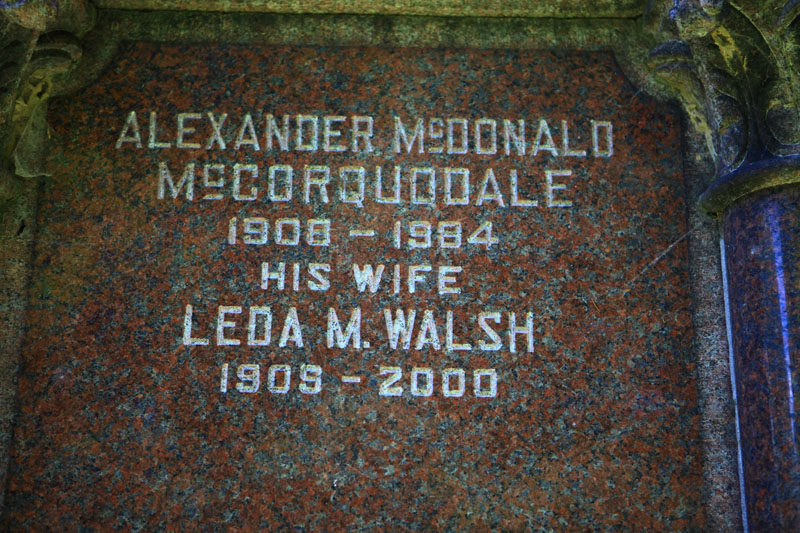 ALEXANDER McDONALD
McCORQUODALE
1908 - 1984
HIS WIFE
LEDA M. WALSH
1909 - 2000